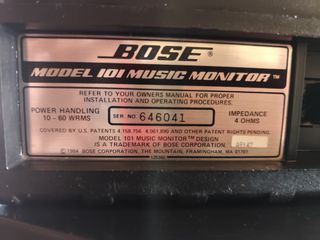 BOSE®
MODEL 101 MUSIC MONITOR™
REFER TO YOUR OWNERS MANUAL FOR PROPER
INSTALLATION AND OPERATING PROCEDURES.
POWER HANDLING
10 - 60 WRMS
SER. NO. 646041
IMPEDANCE
4 OHMS
COVERED BY U.S. PATENTS 4,158,756 4,061,890 AND OTHER PATENT RIGHTS PENDING.
MODEL 101 MUSIC MONITOR™ DESIGN
IS A TRADEMARK OF BOSE CORPORATION.
© 1984 BOSE CORPORATION, THE MOUNTAIN, FRAMINGHAM, MA 01701